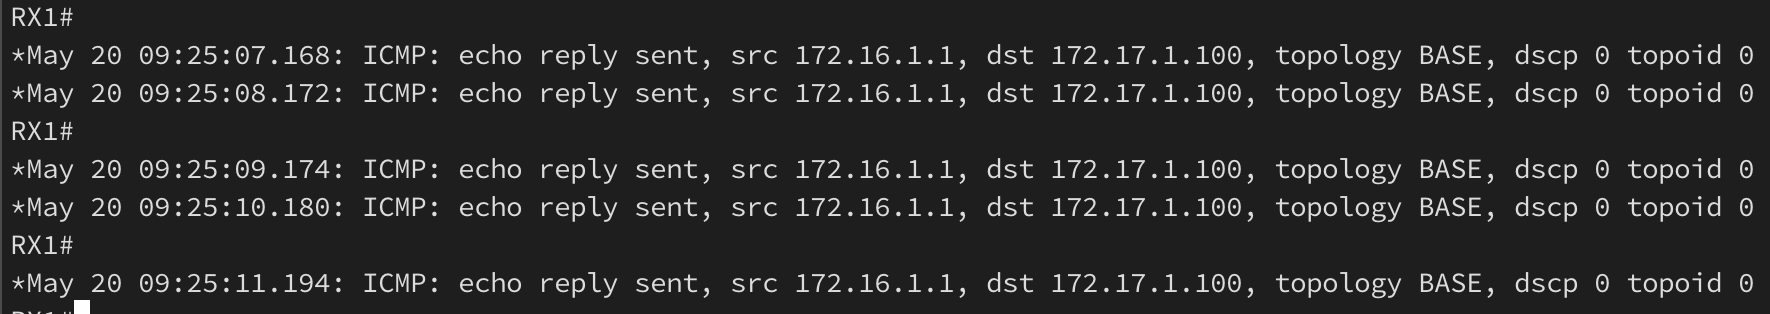 RX1#
*May 20 09:25:07.168: ICMP: echo reply sent, src 172.16.1.1, dst 172.17.1.100, topology BASE, dscp 0 topoid 0
*May 20 09:25:08.172: ICMP: echo reply sent, src 172.16.1.1, dst 172.17.1.100, topology BASE, dscp 0 topoid 0
RX1#
*May 20 09:25:09.174: ICMP: echo reply sent, src 172.16.1.1, dst 172.17.1.100, topology BASE, dscp 0 topoid 0
*May 20 09:25:10.180: ICMP: echo reply sent, src 172.16.1.1, dst 172.17.1.100, topology BASE, dscp 0 topoid 0
RX1#
*May 20 09:25:11.194: ICMP: echo reply sent, src 172.16.1.1, dst 172.17.1.100, topology BASE, dscp 0 topoid 0
RX1#